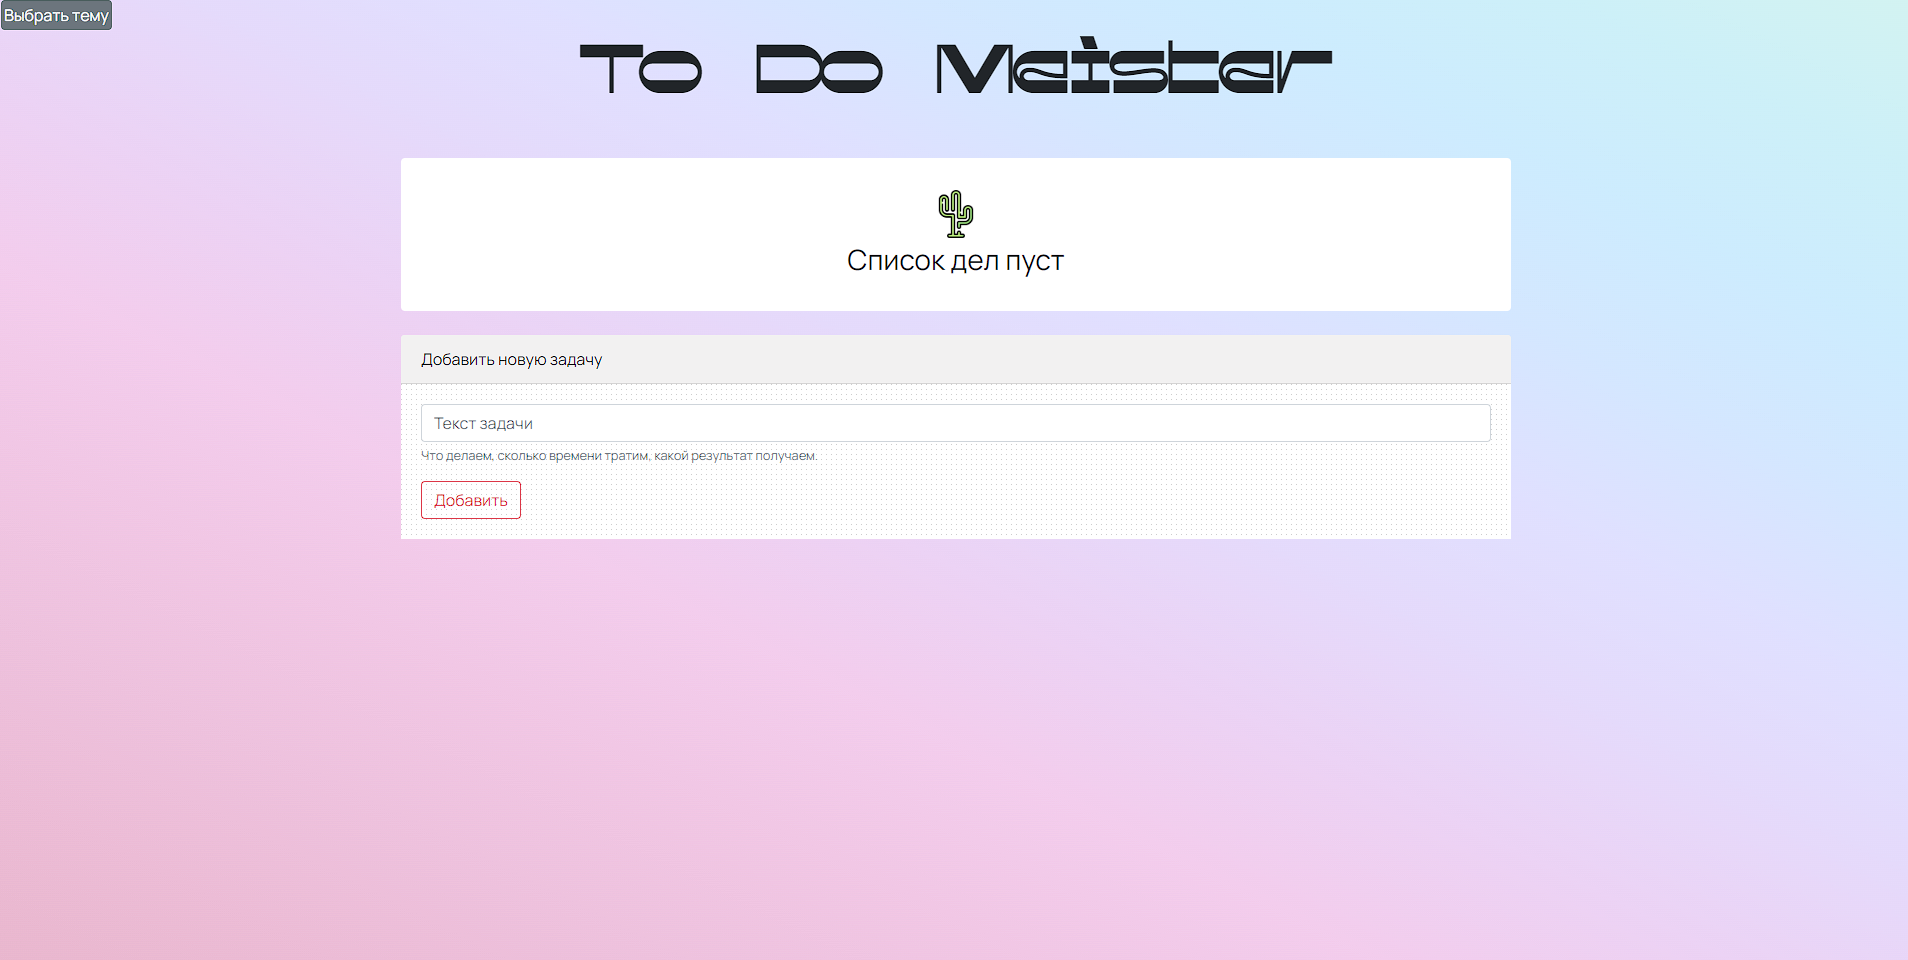 Выбрать тему
To Do Meister
Список дел пуст
Добавить новую задачу
Текст задачи
Что делаем, сколько времени тратим, какой результат получаем.
Добавить